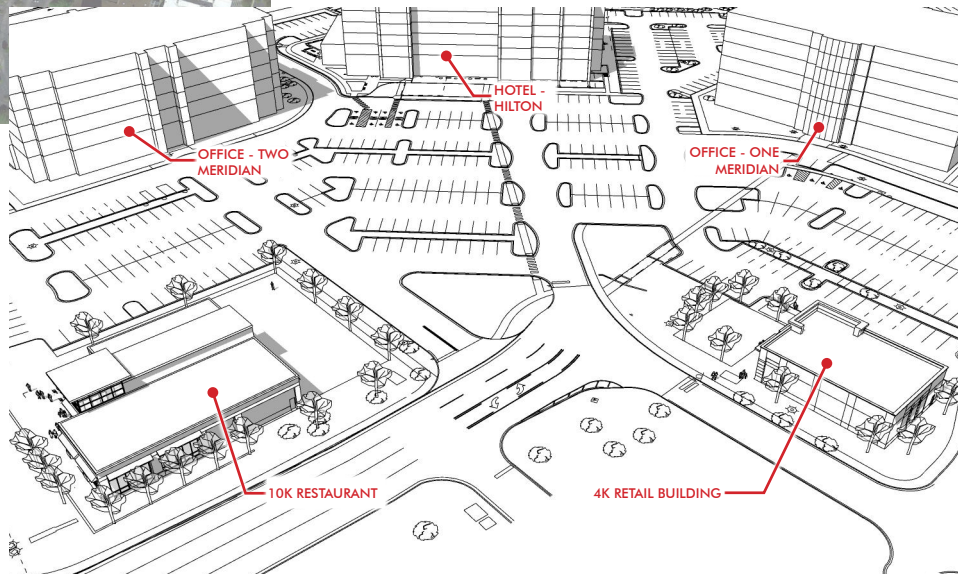 HOTEL -
HILTON
OFFICE - TWO
MERIDIAN
OFFICE - ONE
MERIDIAN
10K RESTAURANT
4K RETAIL BUILDING